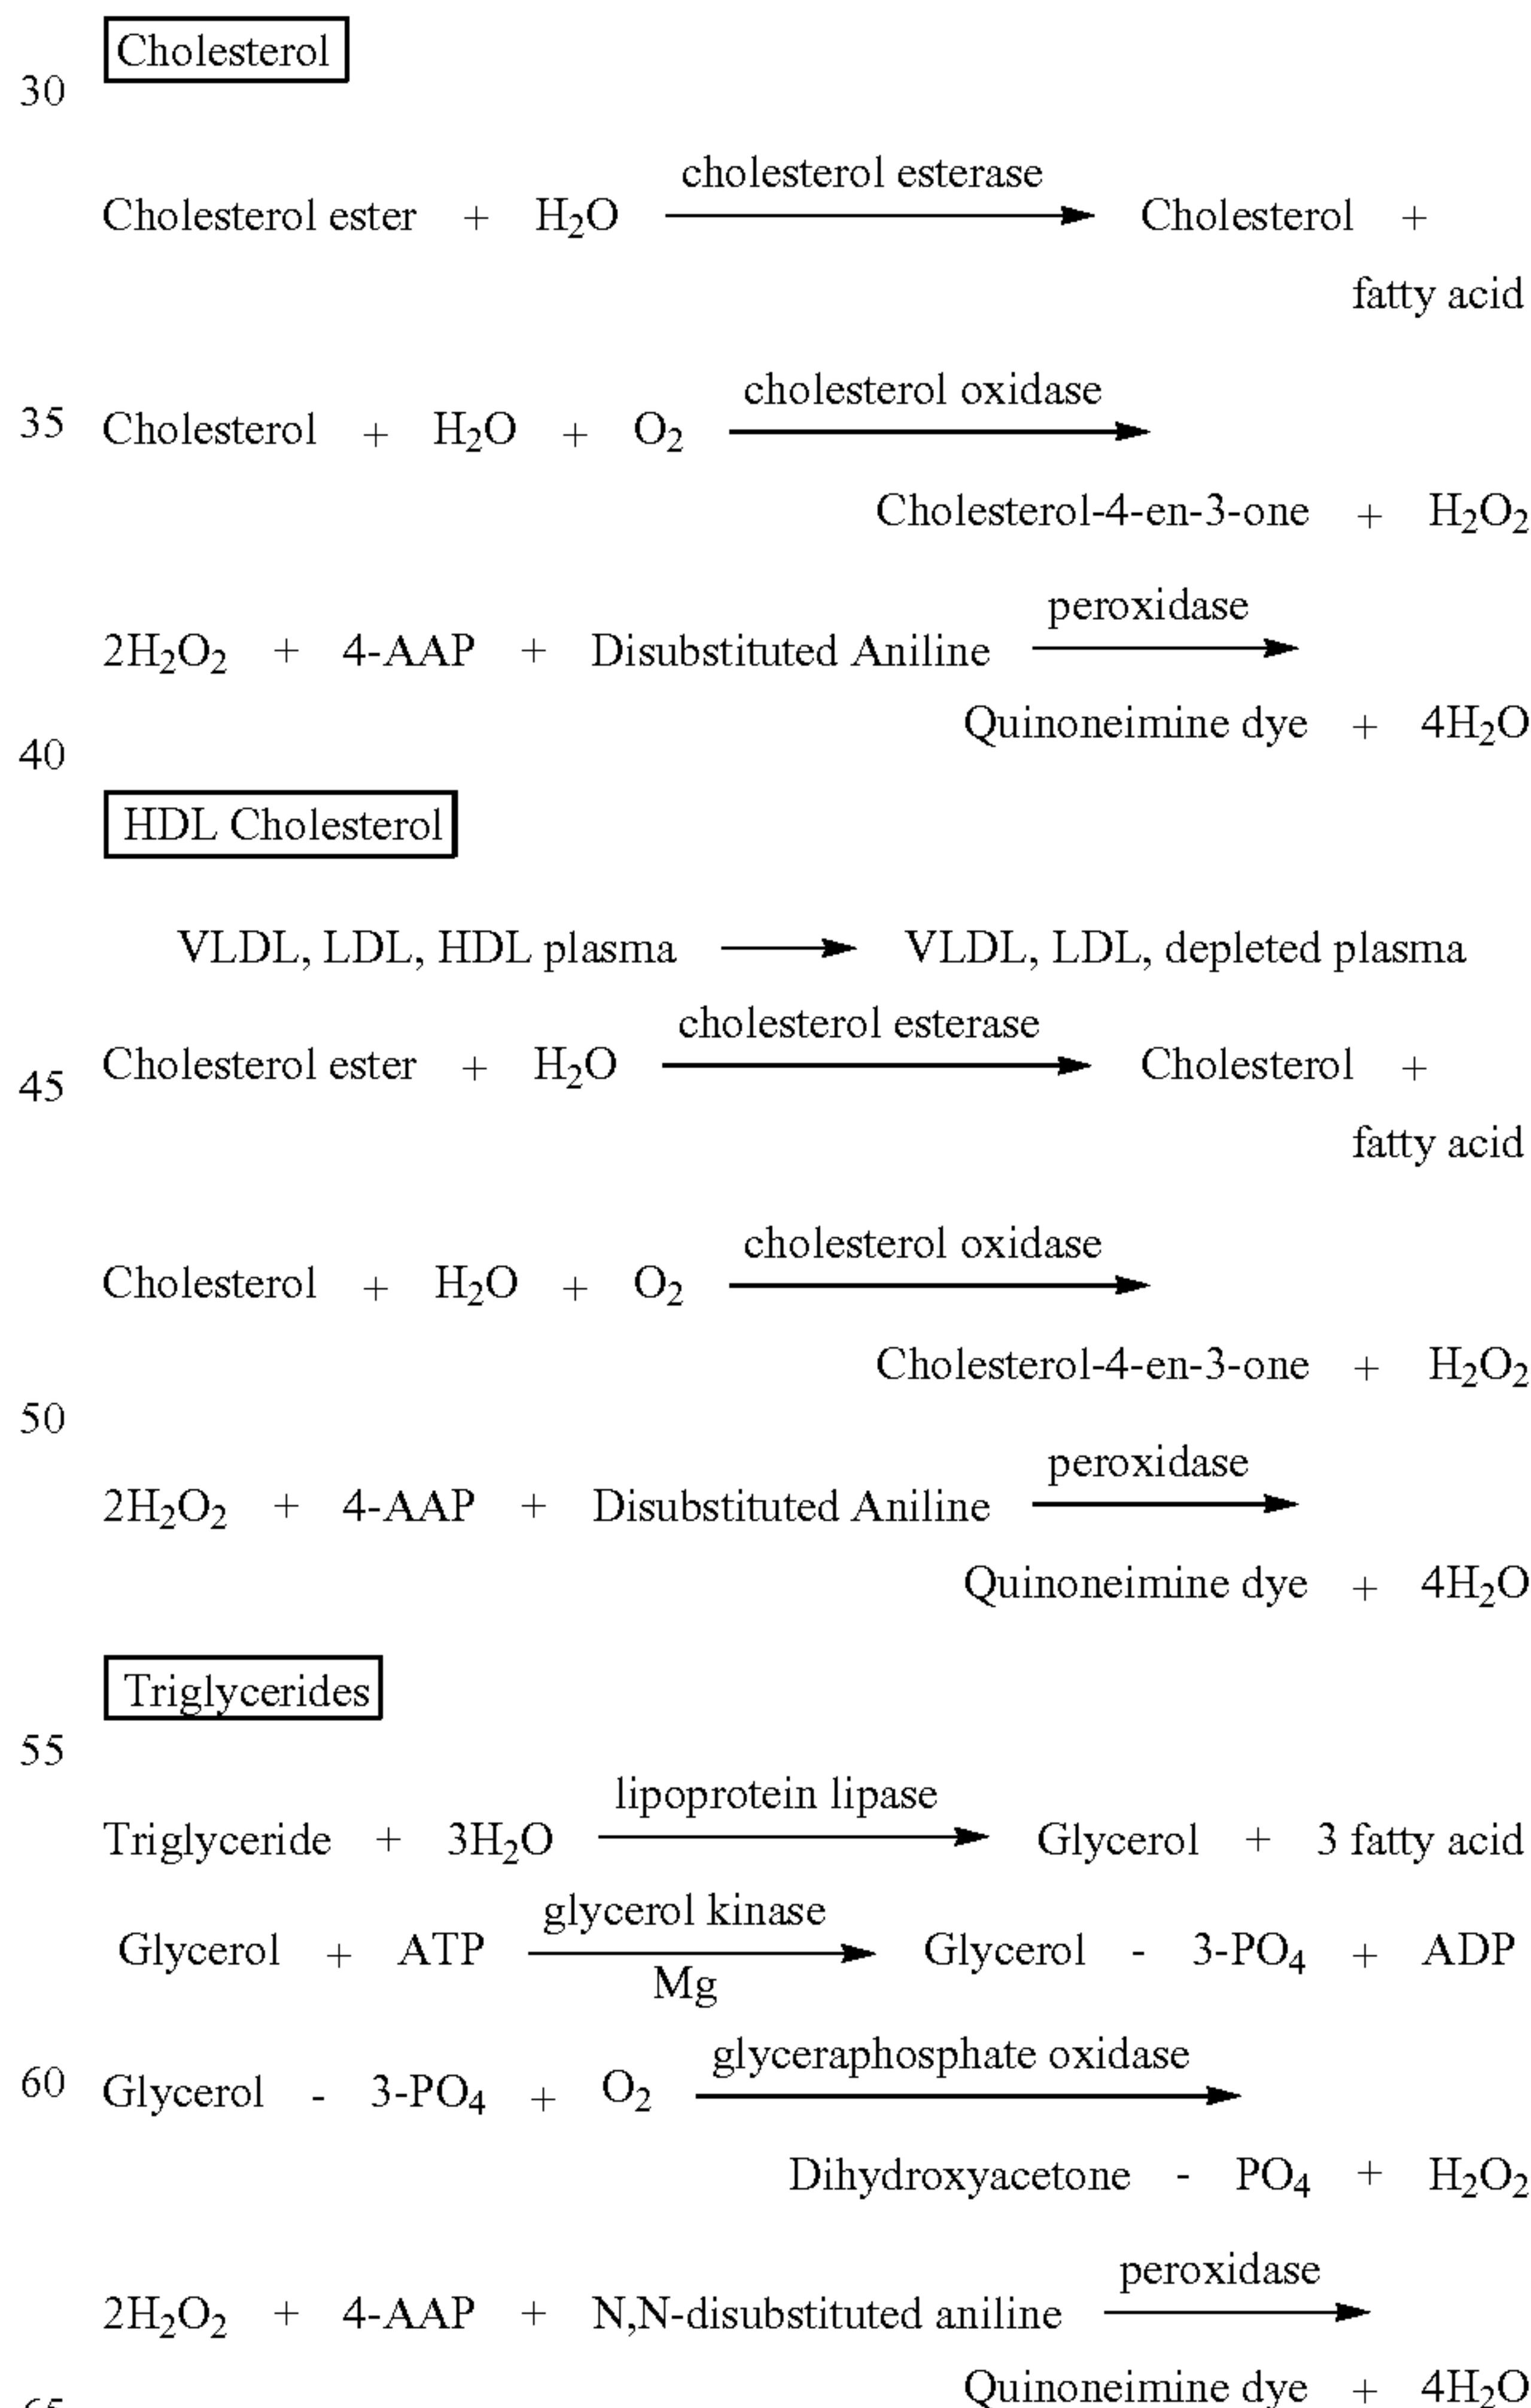 Cholesterol
30
cholesterol esterase
Cholesterol ester + H₂O ⟶ Cholesterol +
fatty acid
cholesterol oxidase
35 Cholesterol + H₂O + O₂ ⟶
Cholesterol-4-en-3-one + H₂O₂
peroxidase
2H₂O₂ + 4-AAP + Disubstituted Aniline ⟶
Quinoneimine dye + 4H₂O
40
HDL Cholesterol
VLDL, LDL, HDL plasma ⟶ VLDL, LDL, depleted plasma
cholesterol esterase
45 Cholesterol ester + H₂O ⟶ Cholesterol +
fatty acid
cholesterol oxidase
Cholesterol + H₂O + O₂ ⟶
Cholesterol-4-en-3-one + H₂O₂
50
peroxidase
2H₂O₂ + 4-AAP + Disubstituted Aniline ⟶
Quinoneimine dye + 4H₂O
Triglycerides
55
lipoprotein lipase
Triglyceride + 3H₂O ⟶ Glycerol + 3 fatty acid
glycerol kinase
Glycerol + ATP ⟶ Glycerol - 3-PO₄ + ADP
Mg
glyceraphosphate oxidase
60 Glycerol - 3-PO₄ + O₂ ⟶
Dihydroxyacetone - PO₄ + H₂O₂
peroxidase
2H₂O₂ + 4-AAP + N,N-disubstituted aniline ⟶
Quinoneimine dye + 4H₂O
65